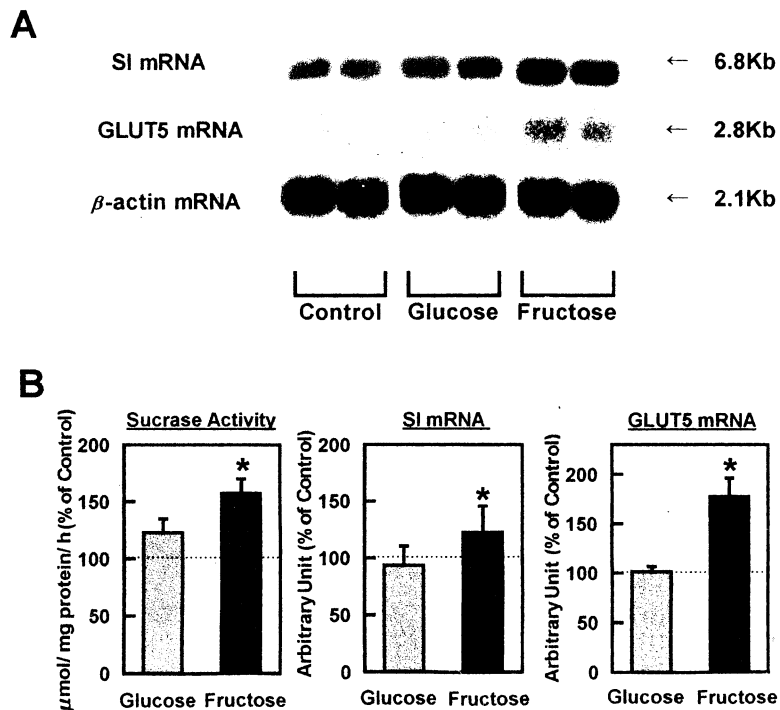 A
SI mRNA ← 6.8Kb
GLUT5 mRNA ← 2.8Kb
β-actin mRNA ← 2.1Kb
Control Glucose Fructose
B
Sucrase Activity
μmol/ mg protein/ h (% of Control)
200
150
100
50
0
*
Glucose Fructose
SI mRNA
Arbitrary Unit (% of Control)
200
150
100
50
0
*
Glucose Fructose
GLUT5 mRNA
Arbitrary Unit (% of Control)
200
150
100
50
0
*
Glucose Fructose